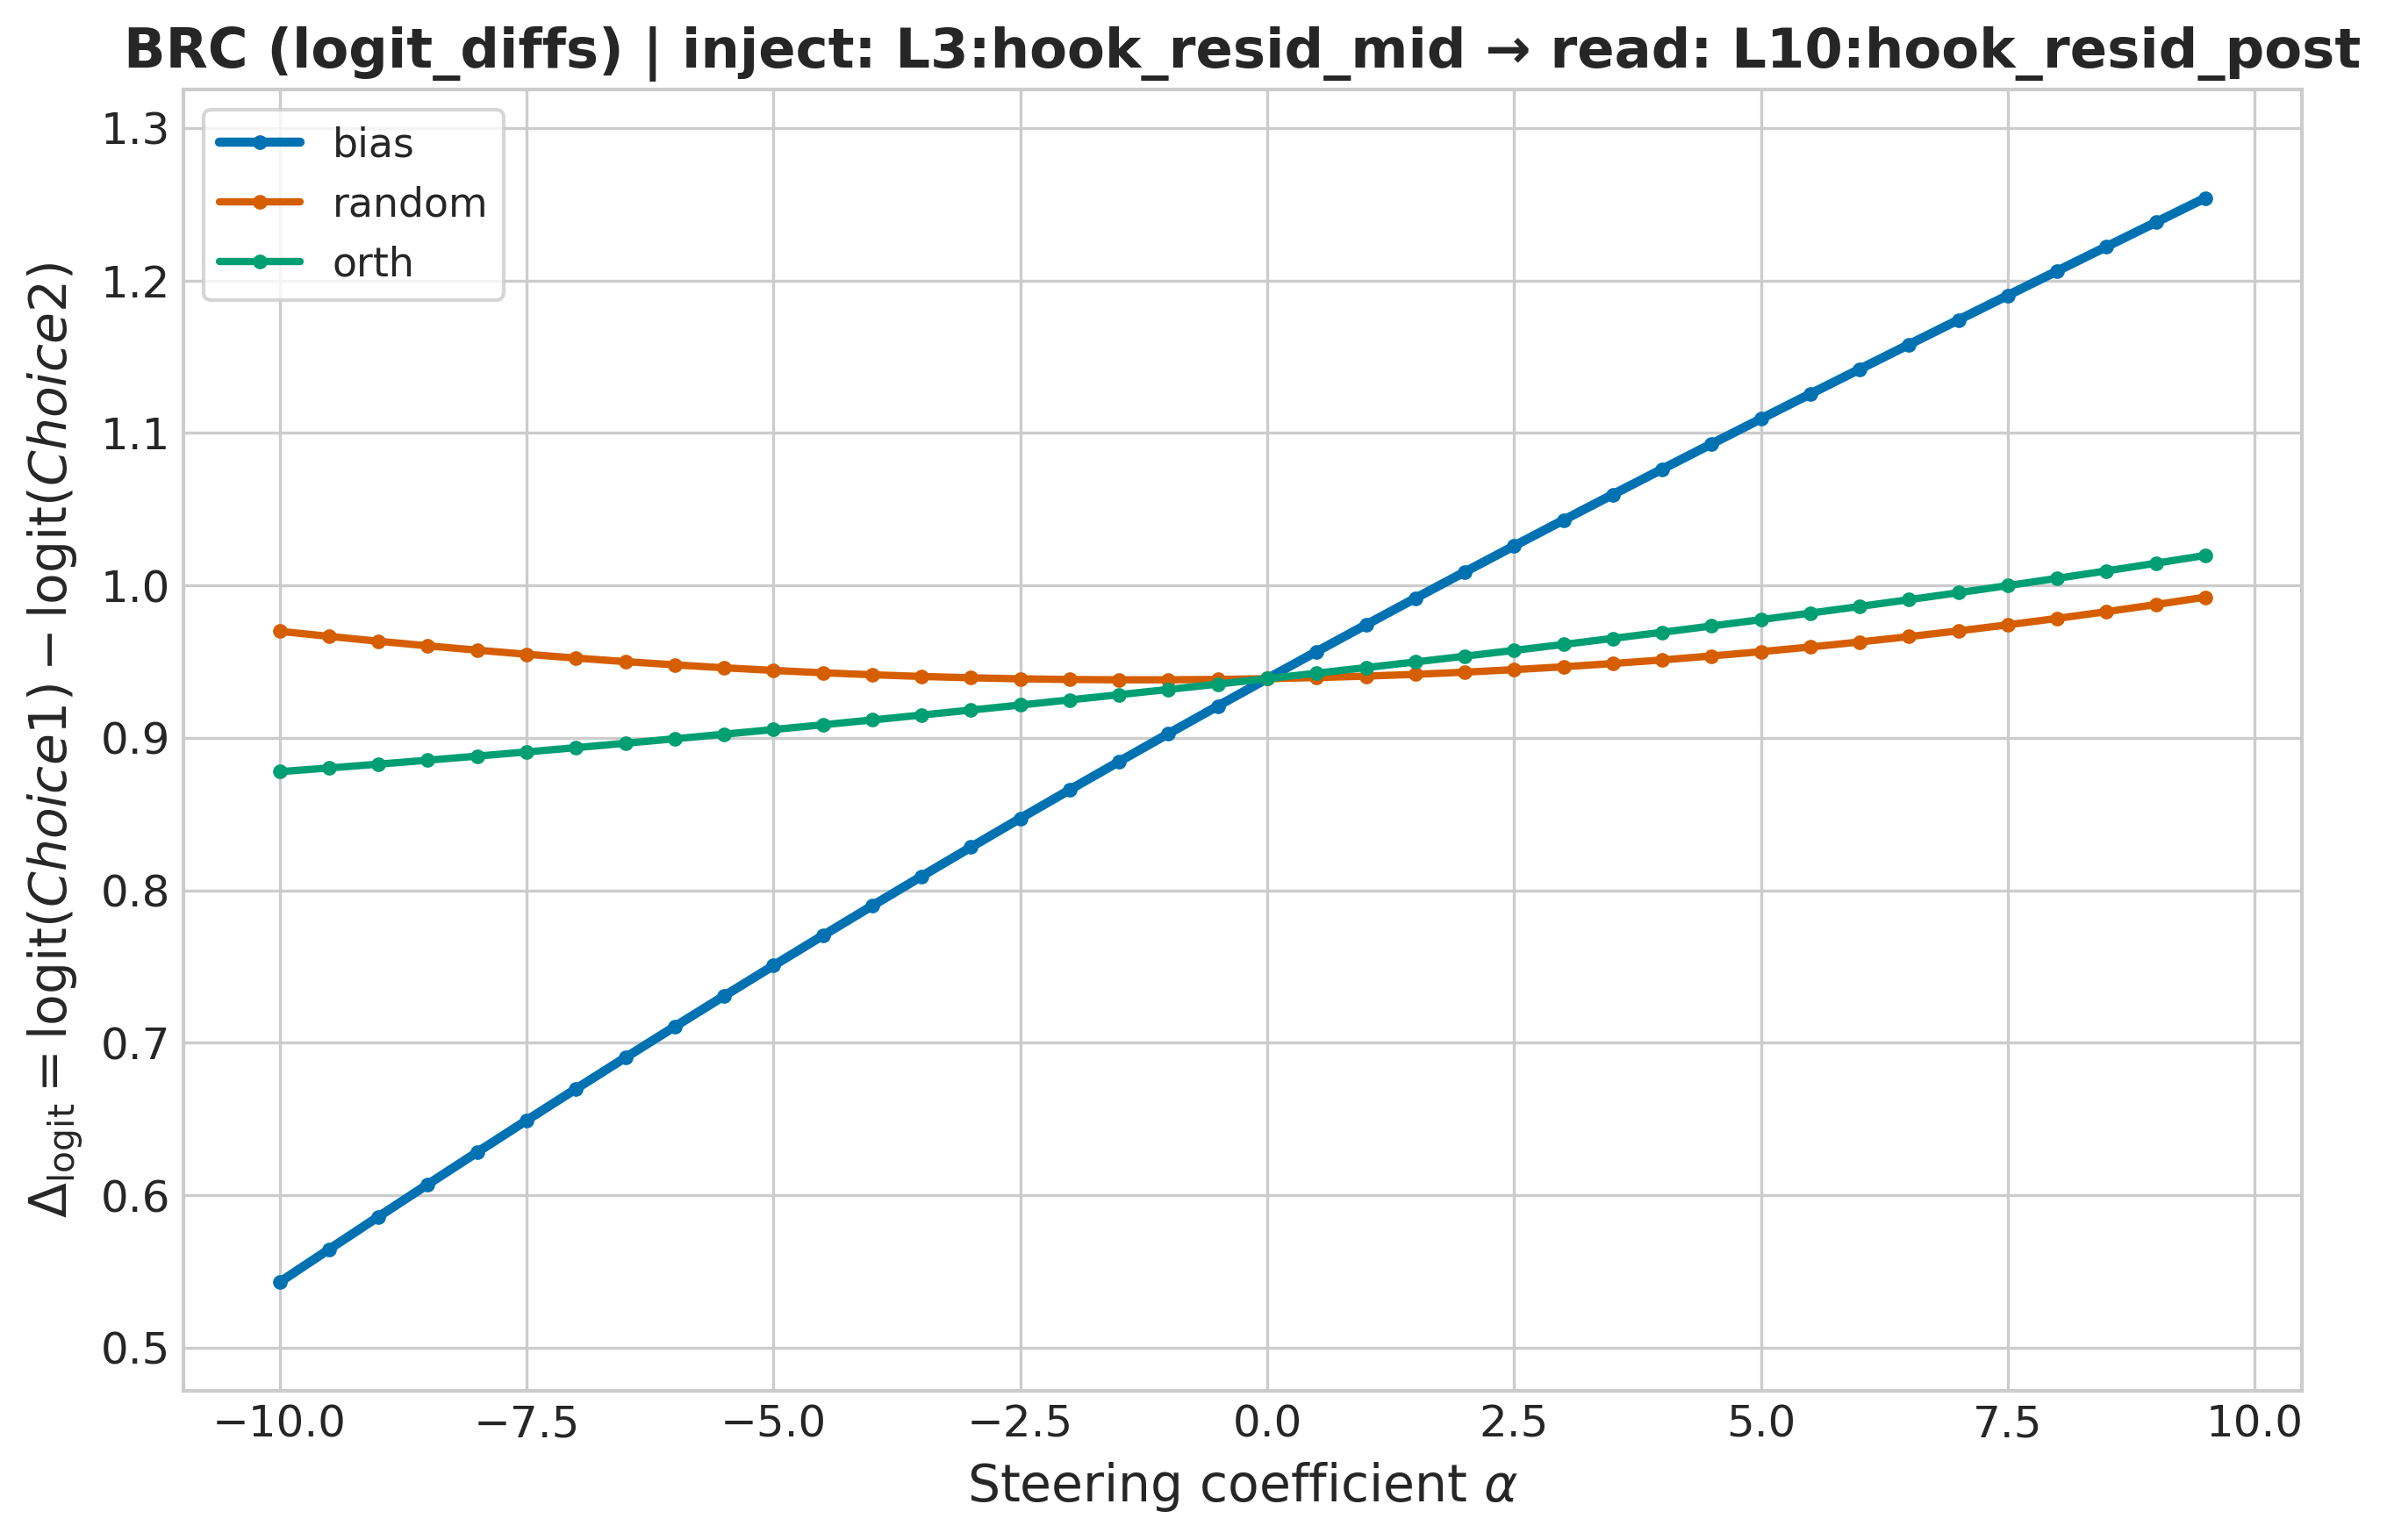 BRC (logit_diffs) | inject: L3:hook_resid_mid → read: L10:hook_resid_post
bias
random
orth
Δlogit = logit(Choice1) − logit(Choice2)
1.3
1.2
1.1
1.0
0.9
0.8
0.7
0.6
0.5
−10.0 −7.5 −5.0 −2.5 0.0 2.5 5.0 7.5 10.0
Steering coefficient α